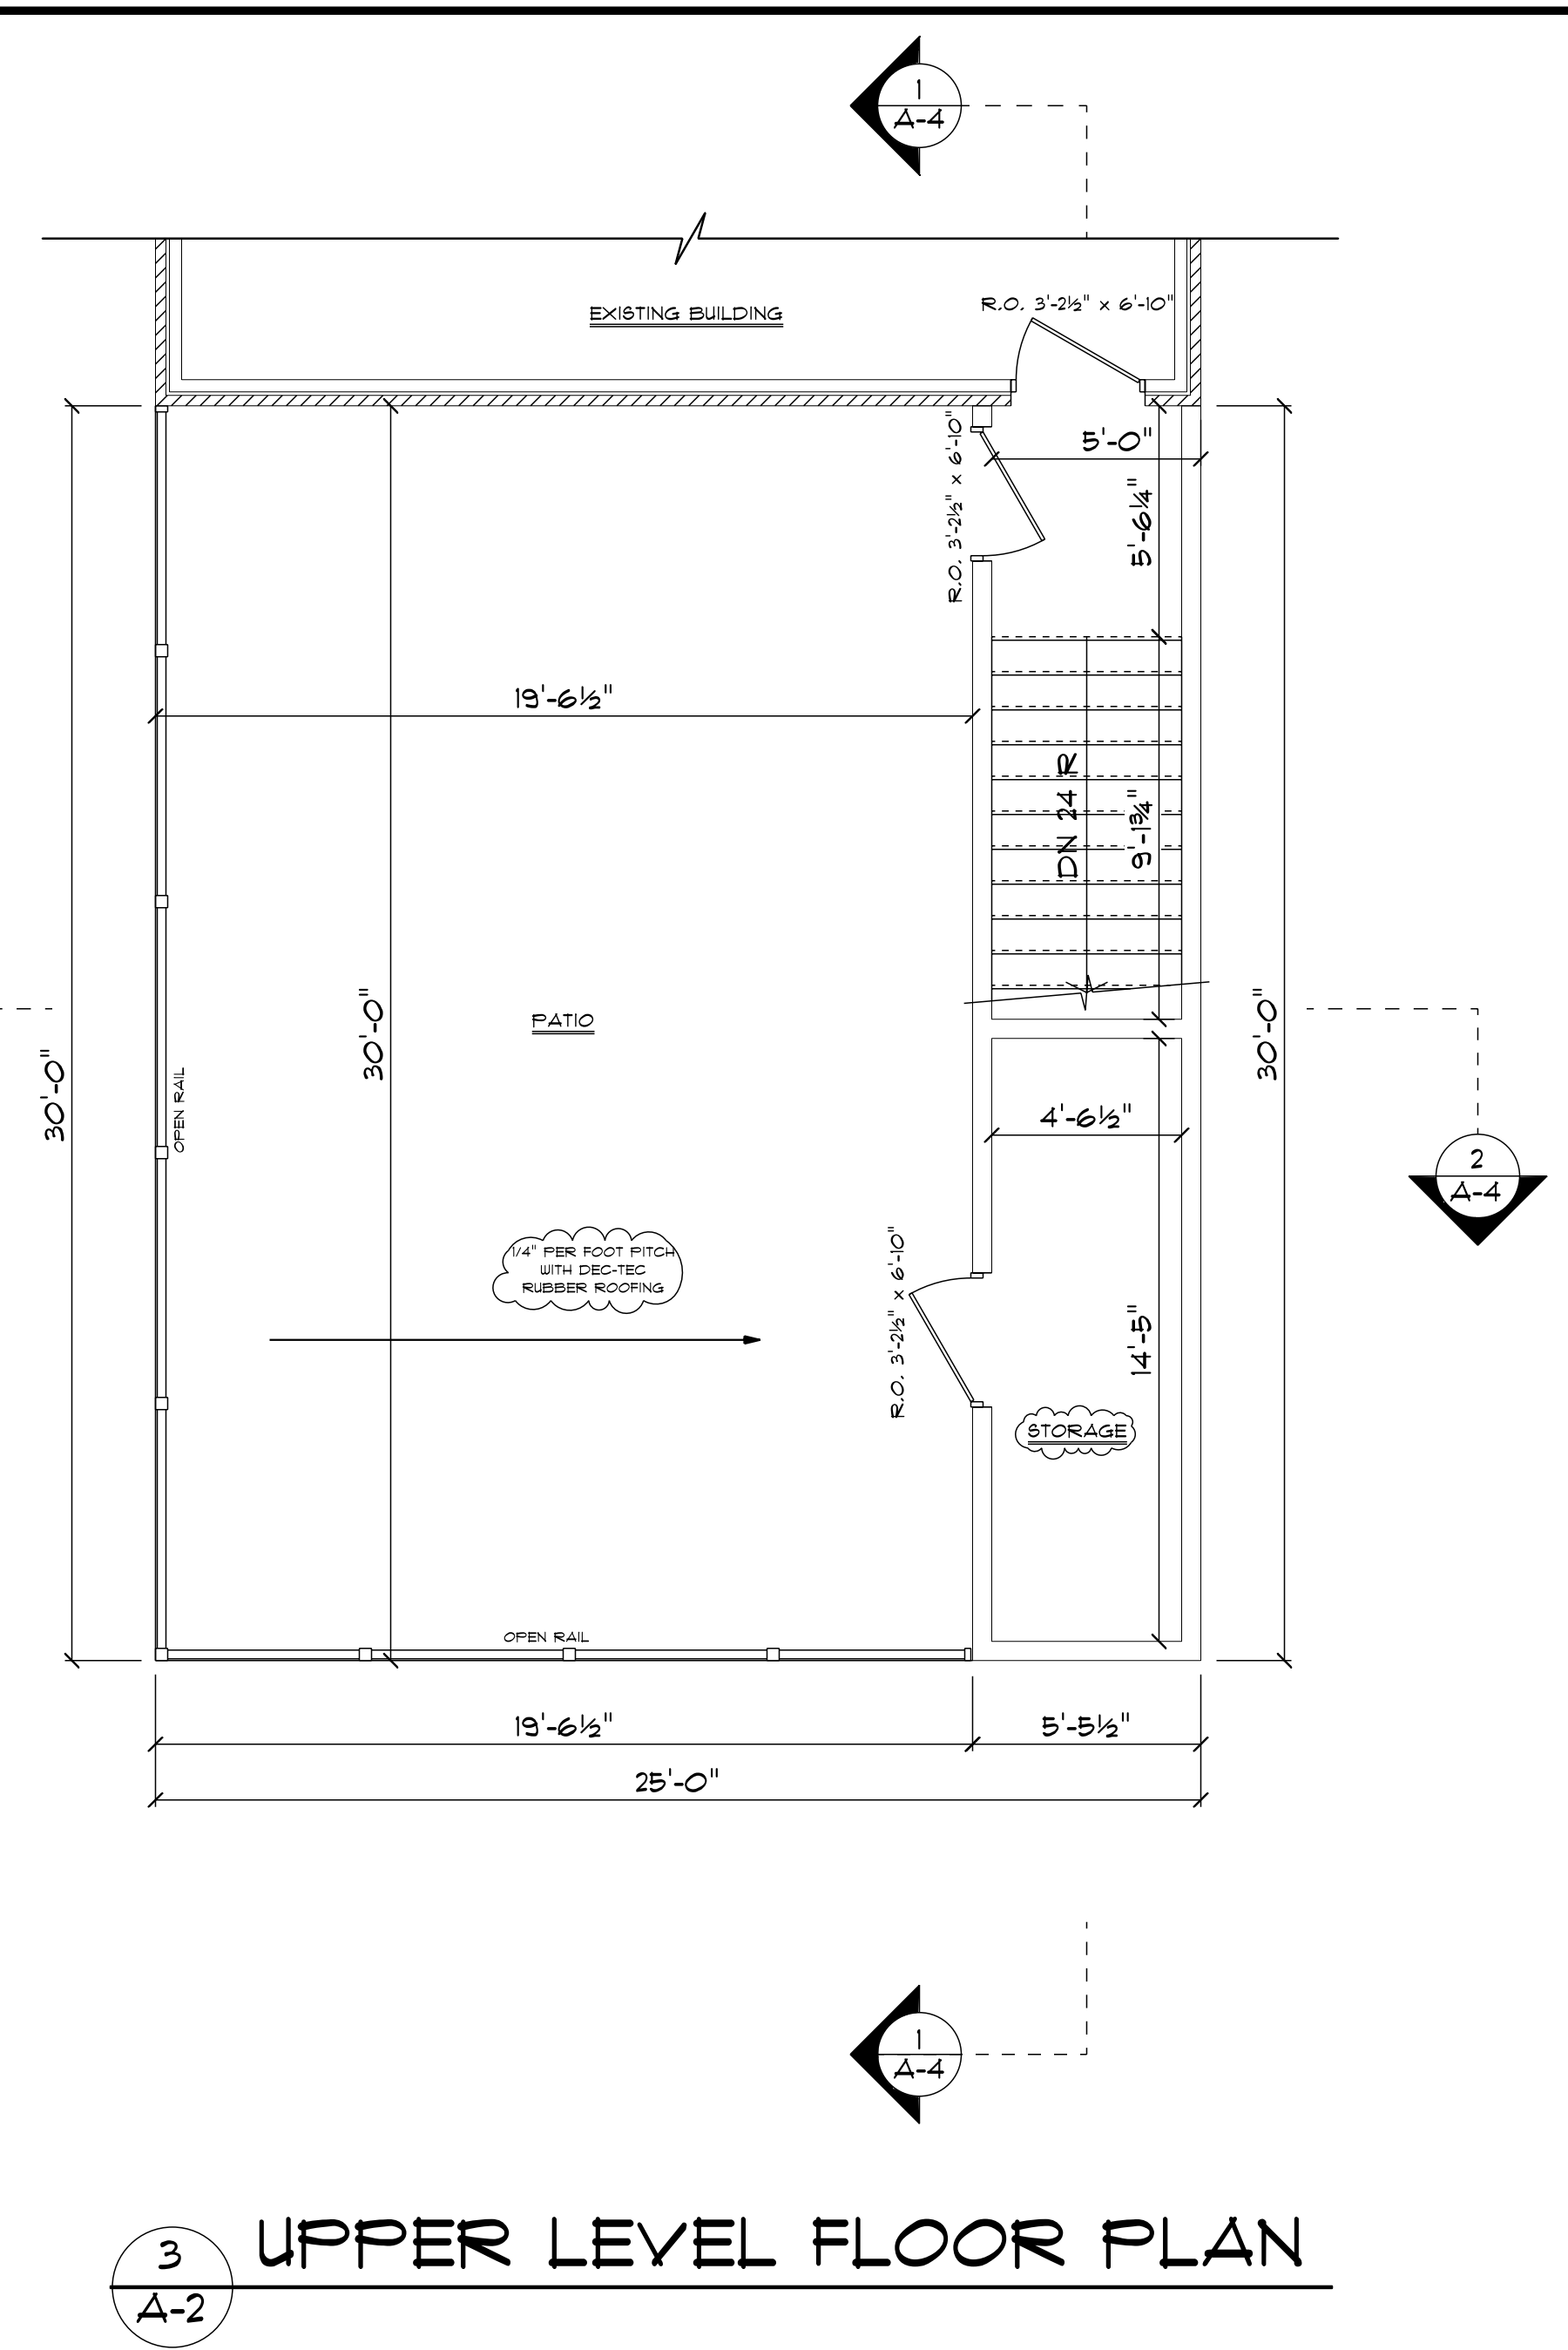 1
A-4
EXISTING BUILDING
R.O. 3'-2½" x 6'-10"
R.O. 3'-2½" x 6'-10"
5'-0"
5'-6¼"
19'-6½"
DN 24 R
9'-1¾"
PATIO
30'-0"
30'-0"
30'-0"
OPEN RAIL
4'-6½"
2
A-4
1/4" PER FOOT PITCH
WITH DEC-TEC
RUBBER ROOFING
R.O. 3'-2½" x 6'-10"
14'-5"
STORAGE
OPEN RAIL
19'-6½"
5'-5½"
25'-0"
1
A-4
3
A-2
UPPER LEVEL FLOOR PLAN